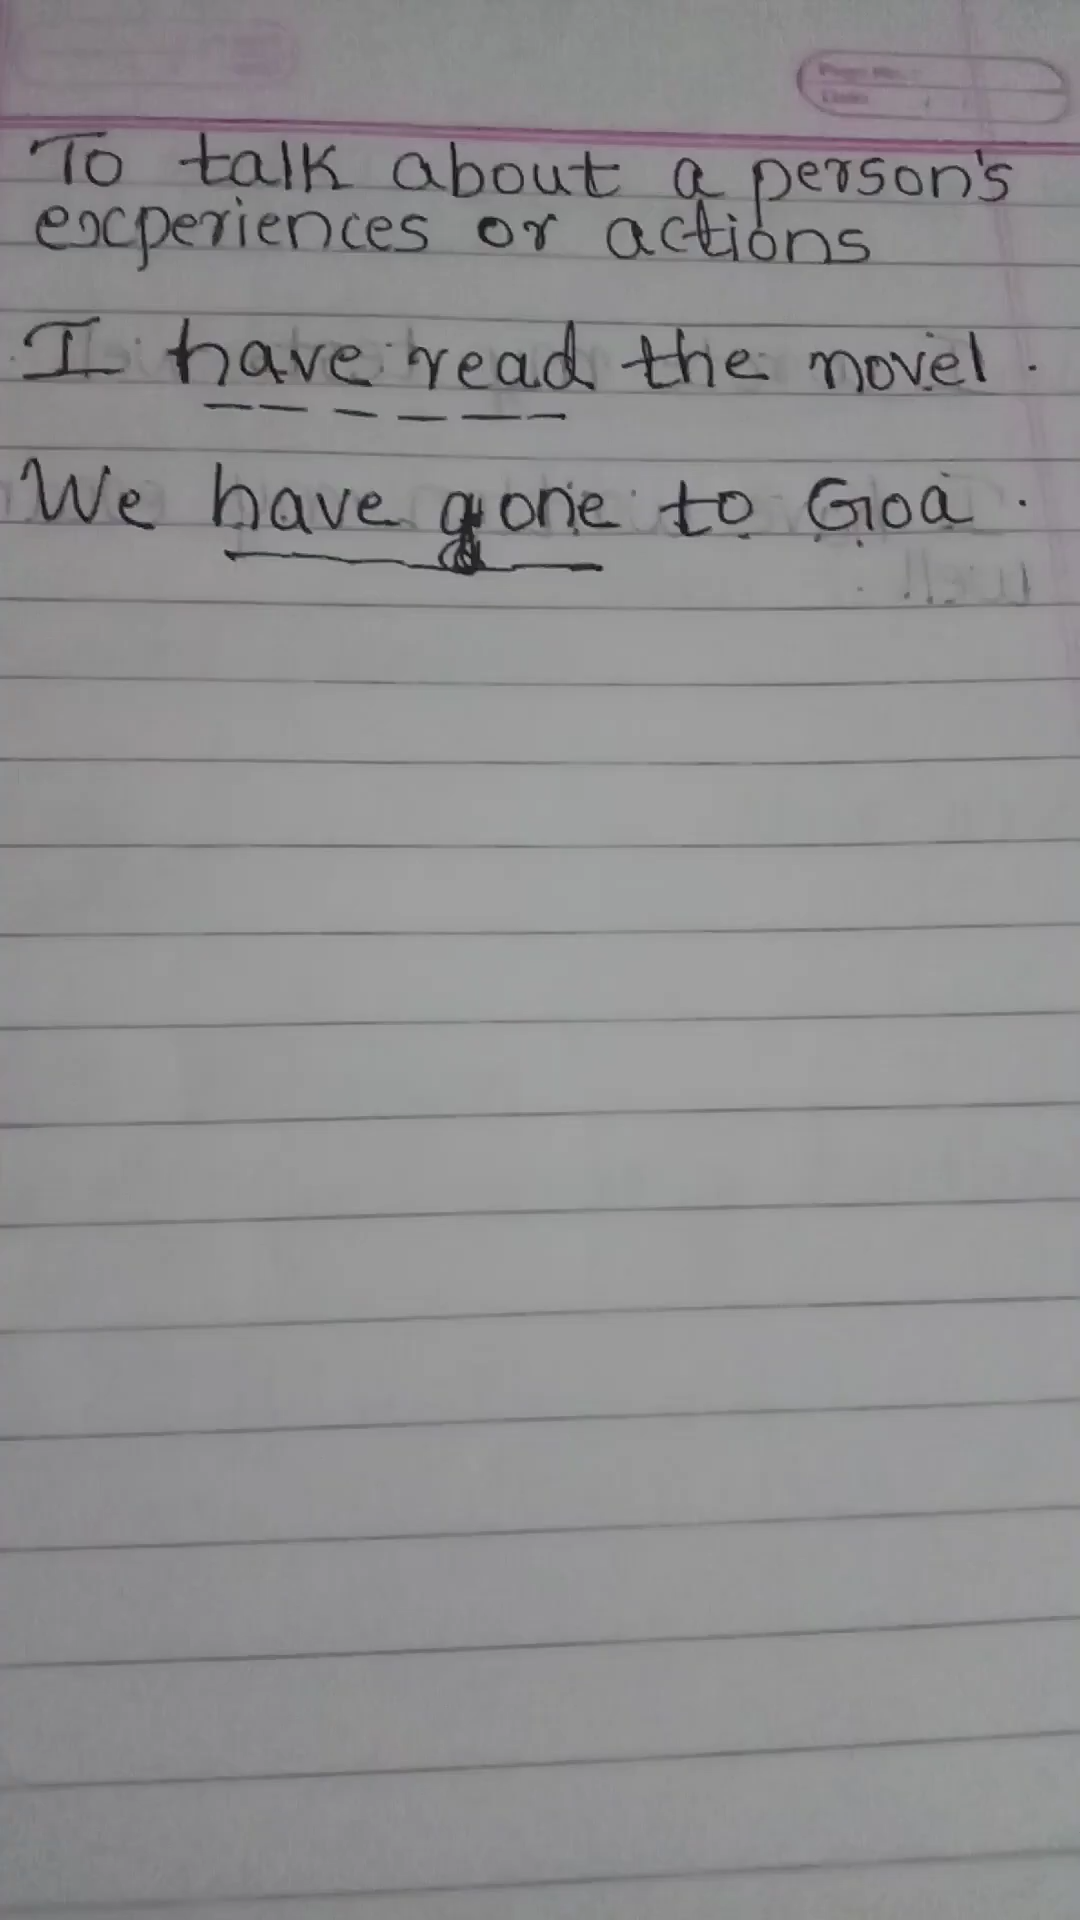 To talk about a person's
experiences or actions
I have read the novel.
We have gone to Goa.